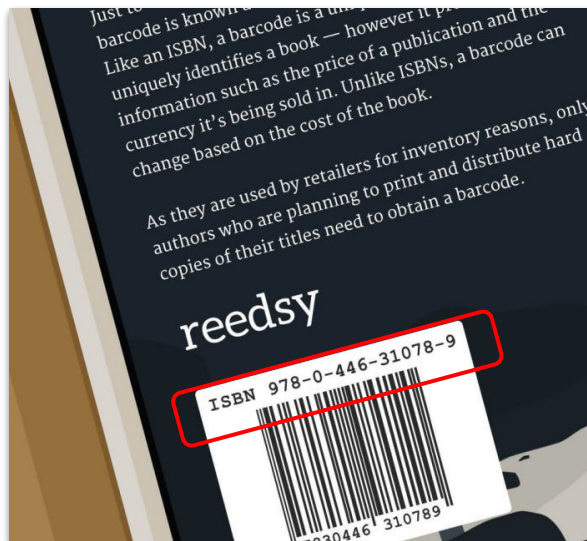 Just to
barcode is known
Like an ISBN, a barcode is a
uniquely identifies a book — however it
information such as the price of a publication and the
currency it's being sold in. Unlike ISBNs, a barcode can
change based on the cost of the book.
As they are used by retailers for inventory reasons, only
authors who are planning to print and distribute hard
copies of their titles need to obtain a barcode.
reedsy
ISBN 978-0-446-31078-9
310789